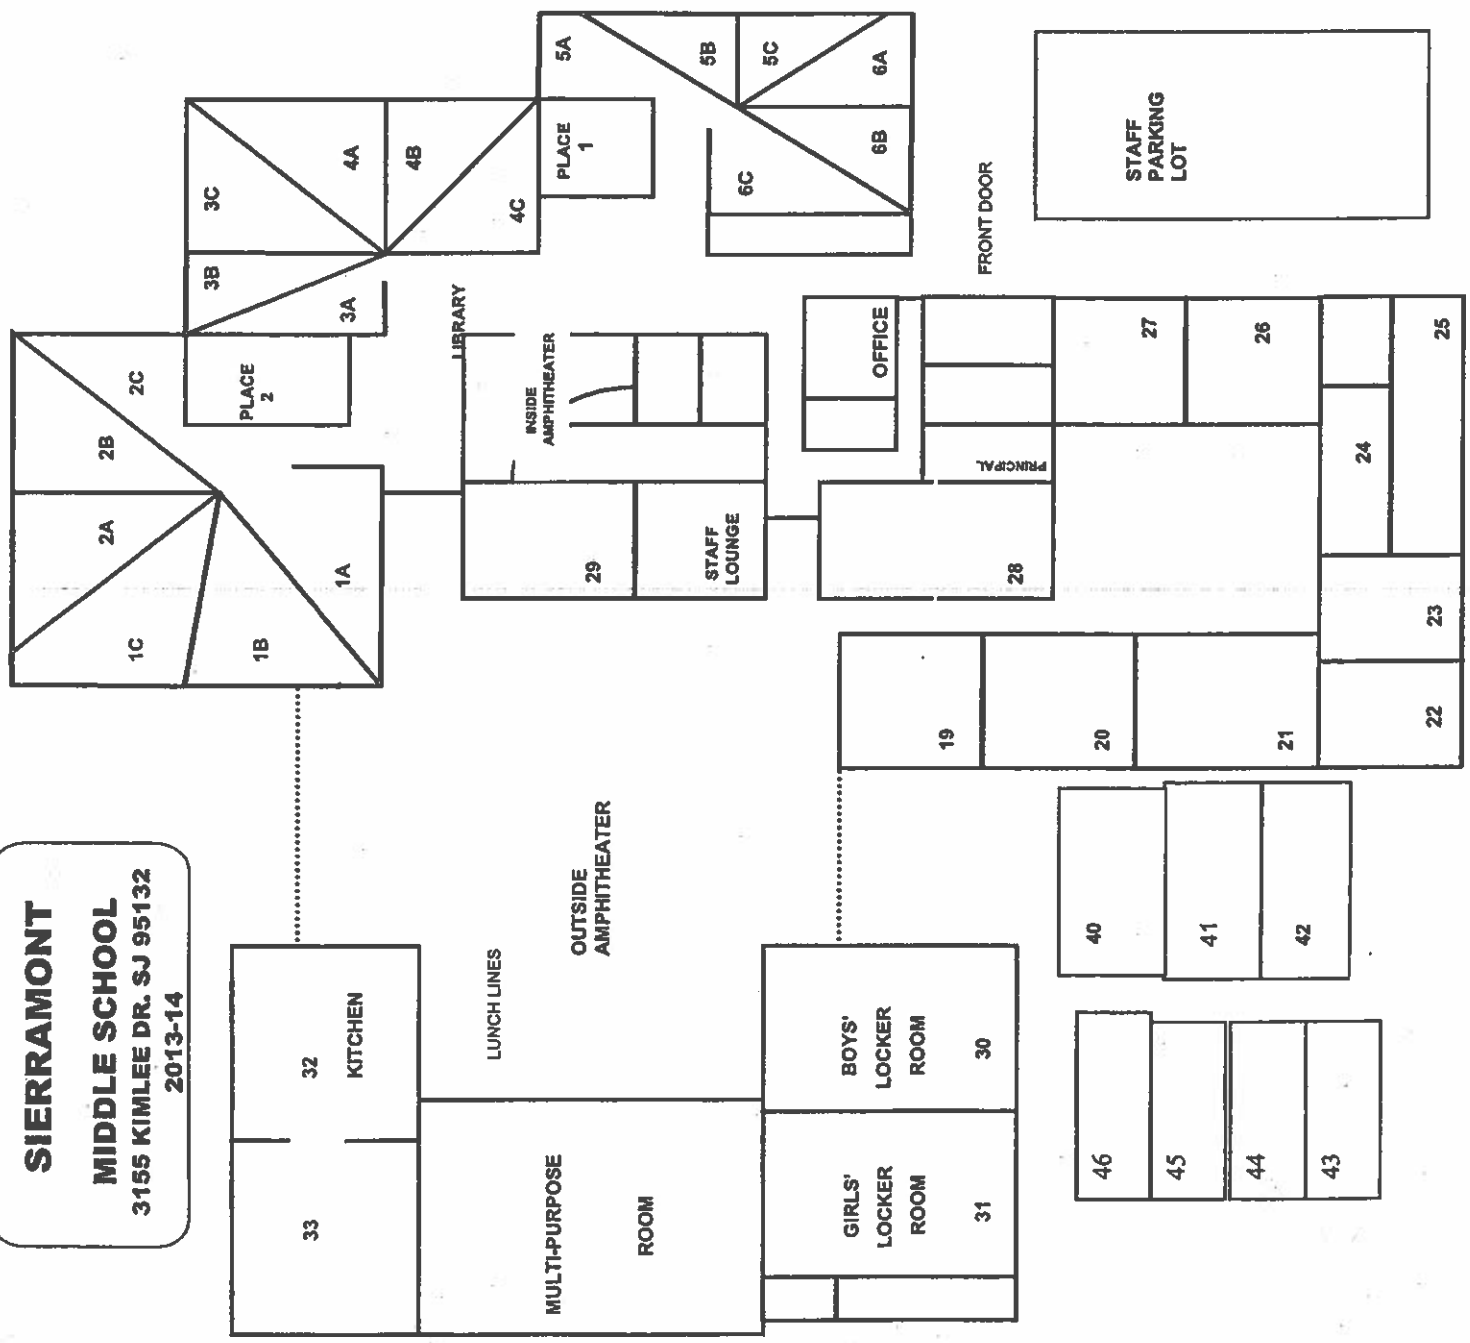 SIERRAMONT
MIDDLE SCHOOL
3155 KIMLEE DR. SJ 95132
2013-14
33
32
KITCHEN
MULTI-PURPOSE
ROOM
LUNCH LINES
OUTSIDE
AMPHITHEATER
GIRLS'
LOCKER
ROOM
31
BOYS'
LOCKER
ROOM
30
46
45
44
43
40
41
42
1C
1B
1A
2A
2B
2C
PLACE
2
3A
3B
3C
4A
4B
4C
LIBRARY
INSIDE
AMPHITHEATER
29
STAFF
LOUNGE
PLACE
1
5A
5B
5C
6A
6B
6C
OFFICE
PRINCIPAL
28
FRONT DOOR
STAFF
PARKING
LOT
19
20
21
22
23
24
25
26
27